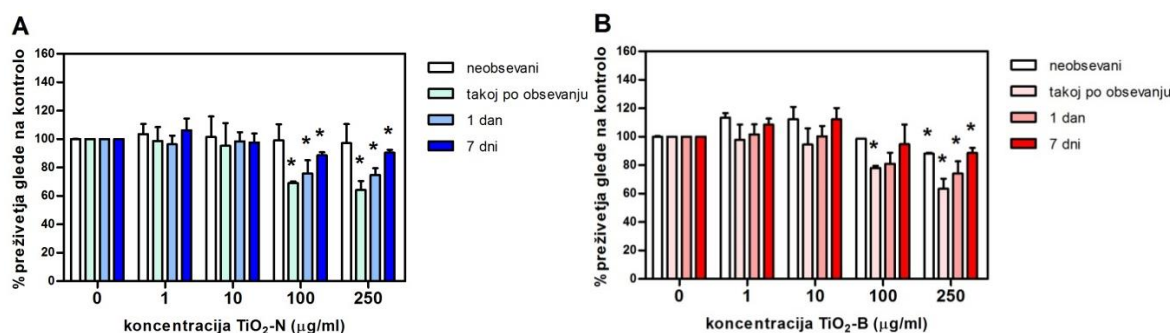 A
160
140
120
100
80
60
40
20
0
% preživetja glede na kontrolo
* * * * * *
0 1 10 100 250
koncentracija TiO₂-N (µg/ml)
neobsevani
takoj po obsevanju
1 dan
7 dni
B
160
140
120
100
80
60
40
20
0
% preživetja glede na kontrolo
* * * * *
0 1 10 100 250
koncentracija TiO₂-B (µg/ml)
neobsevani
takoj po obsevanju
1 dan
7 dni